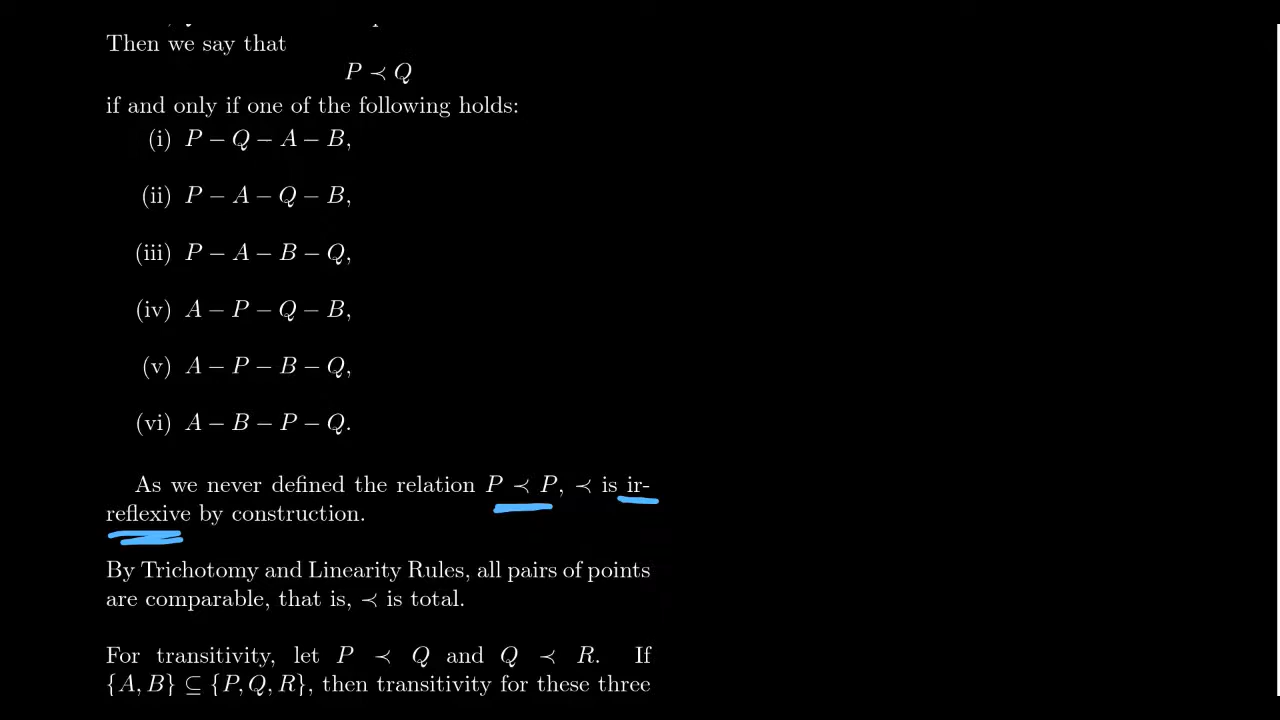 Then we say that
P ≺ Q
if and only if one of the following holds:
(i) P − Q − A − B,
(ii) P − A − Q − B,
(iii) P − A − B − Q,
(iv) A − P − Q − B,
(v) A − P − B − Q,
(vi) A − B − P − Q.
As we never defined the relation P ≺ P, ≺ is ir-
reflexive by construction.
By Trichotomy and Linearity Rules, all pairs of points
are comparable, that is, ≺ is total.
For transitivity, let P ≺ Q and Q ≺ R. If
{A, B} ⊆ {P, Q, R}, then transitivity for these three